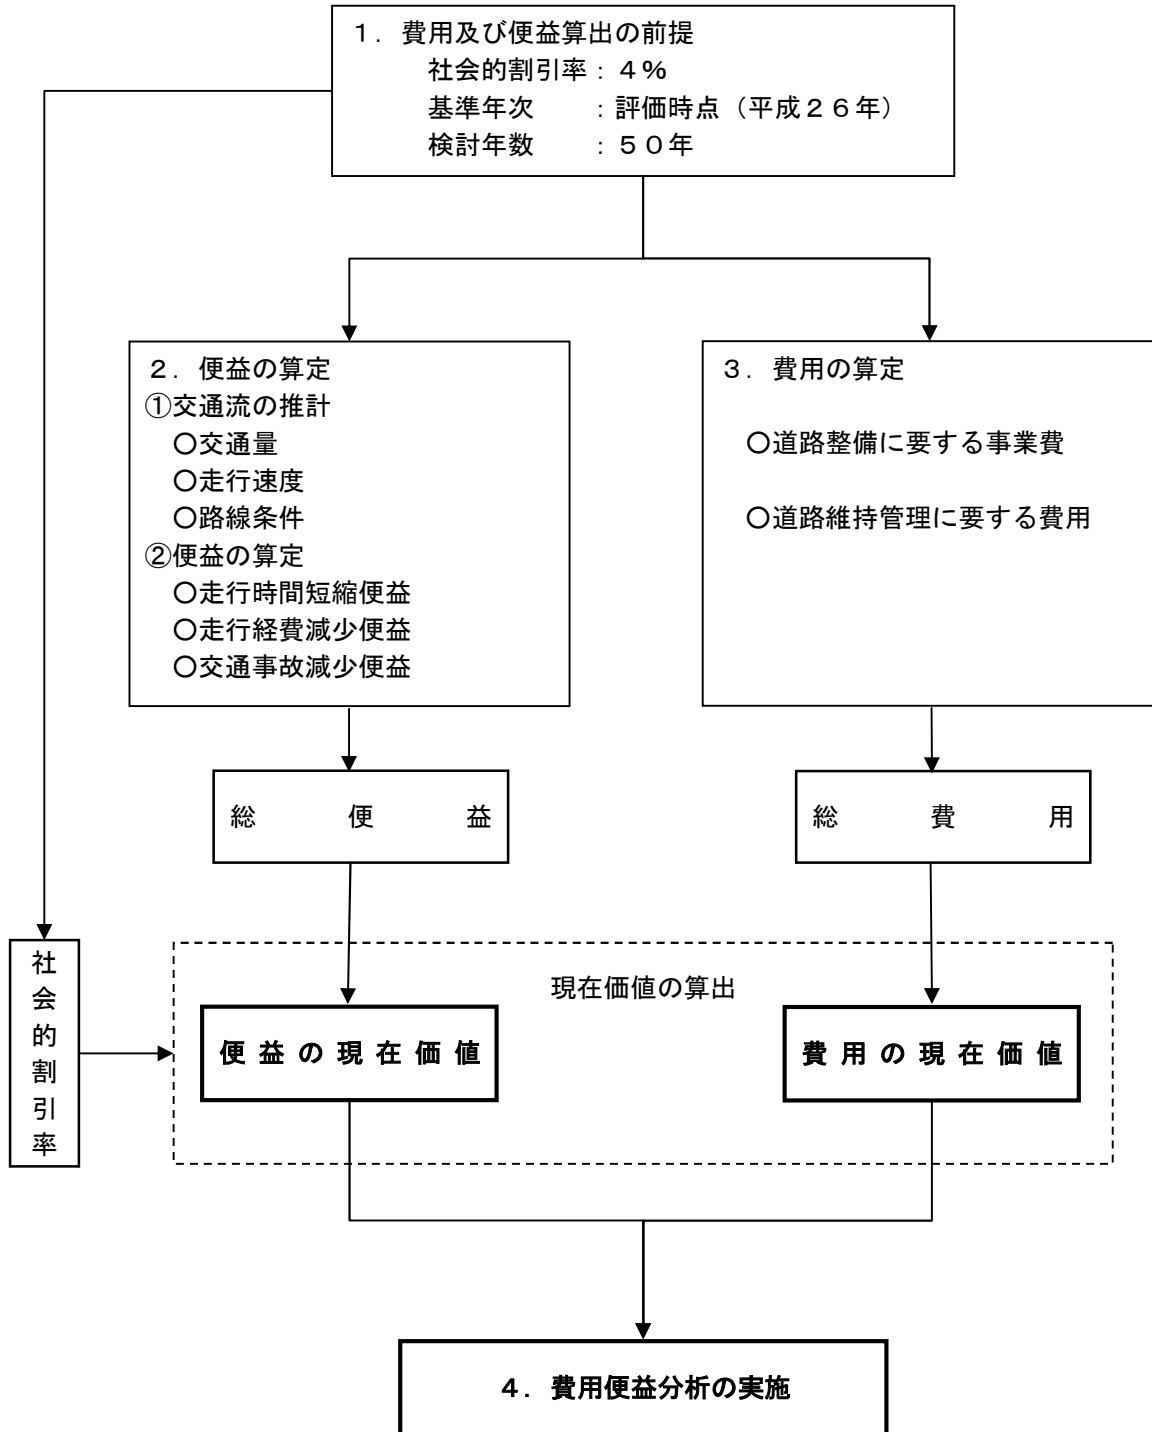 １．費用及び便益算出の前提
社会的割引率：４％
基準年次　　：評価時点（平成２６年）
検討年数　　：５０年
２．便益の算定
①交通流の推計
○交通量
○走行速度
○路線条件
②便益の算定
○走行時間短縮便益
○走行経費減少便益
○交通事故減少便益
３．費用の算定
○道路整備に要する事業費
○道路維持管理に要する費用
総　便　益
総　費　用
社会的割引率
現在価値の算出
便益の現在価値
費用の現在価値
４．費用便益分析の実施